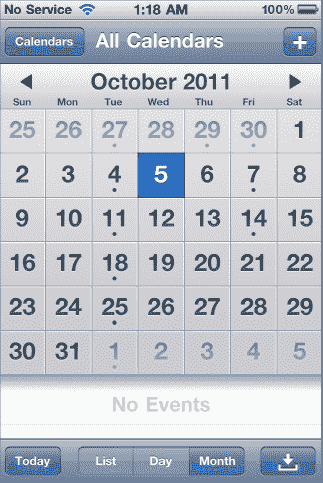 No Service 1:18 AM 100%
Calendars All Calendars +
October 2011
Sun Mon Tue Wed Thu Fri Sat
25 26 27 28 29 30 1
2 3 4 5 6 7 8
9 10 11 12 13 14 15
16 17 18 19 20 21 22
23 24 25 26 27 28 29
30 31 1 2 3 4 5
No Events
Today List Day Month